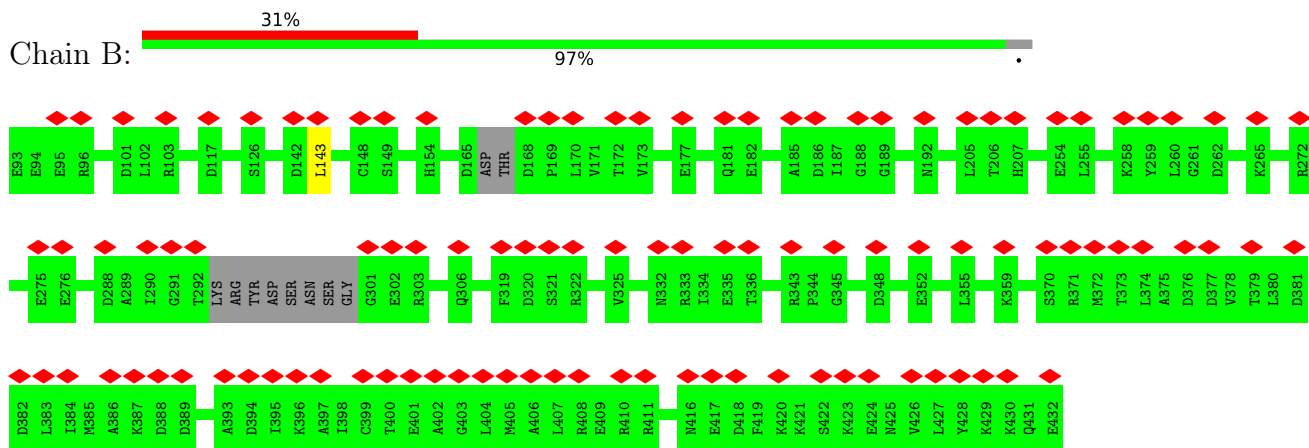 31%
Chain B:
97%
.
E93 E94 E95 R96 D101 L102 R103 D117 S126 D142 L143 C148 S149 H154 D165 ASP THR D168 P169 L170 V171 T172 V173 E177 Q181 E182 A185 D186 I187 G188 G189 N192 L205 T206 H207 E254 L255 K258 Y259 L260 G261 D262 K265 R272
E275 E276 D288 A289 I290 G291 T292 LYS ARG TYR ASP SER ASN SER GLY G301 E302 R303 Q306 F319 D320 S321 R322 V325 N332 R333 I334 E335 T336 R343 P344 G345 D348 E352 L355 K359 S370 R371 M372 T373 L374 A375 D376 D377 V378 T379 L380 D381
D382 L383 I384 M385 A386 K387 D388 D389 A393 D394 I395 K396 A397 I398 C399 T400 E401 A402 G403 L404 M405 A406 L407 R408 E409 R410 R411 N416 E417 D418 F419 K420 K421 S422 K423 E424 N425 V426 L427 Y428 K429 K430 Q431 E432